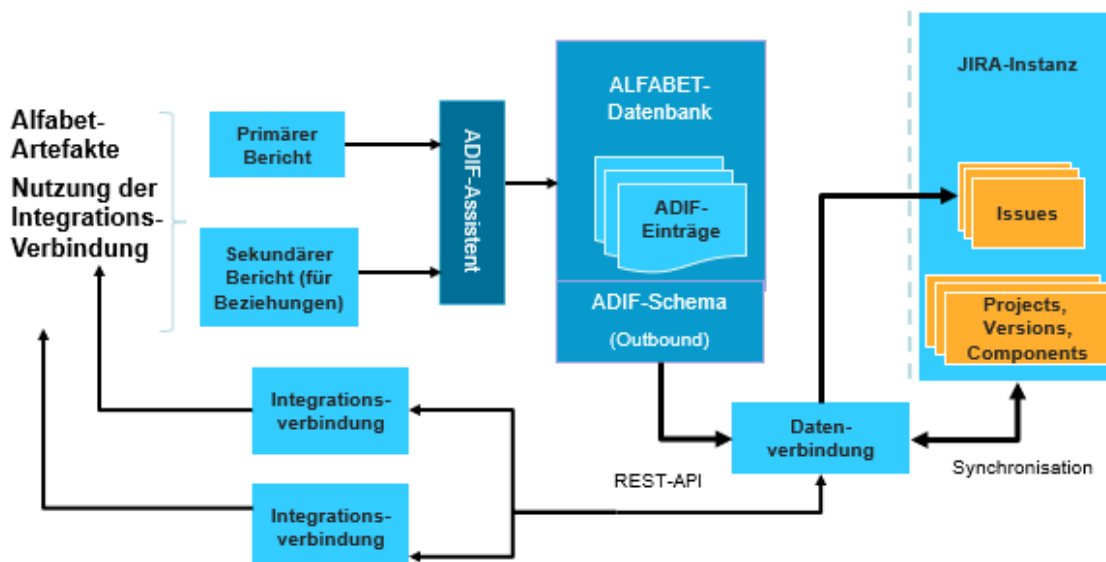 Alfabet-
Artefakte
Nutzung der
Integrations-
Verbindung
Primärer
Bericht
Sekundärer
Bericht (für
Beziehungen)
ADIF-Assistent
ALFABET-
Datenbank
ADIF-
Einträge
ADIF-Schema
(Outbound)
JIRA-Instanz
Issues
Projects,
Versions,
Components
Integrations-
verbindung
Integrations-
verbindung
Daten-
verbindung
REST-API
Synchronisation